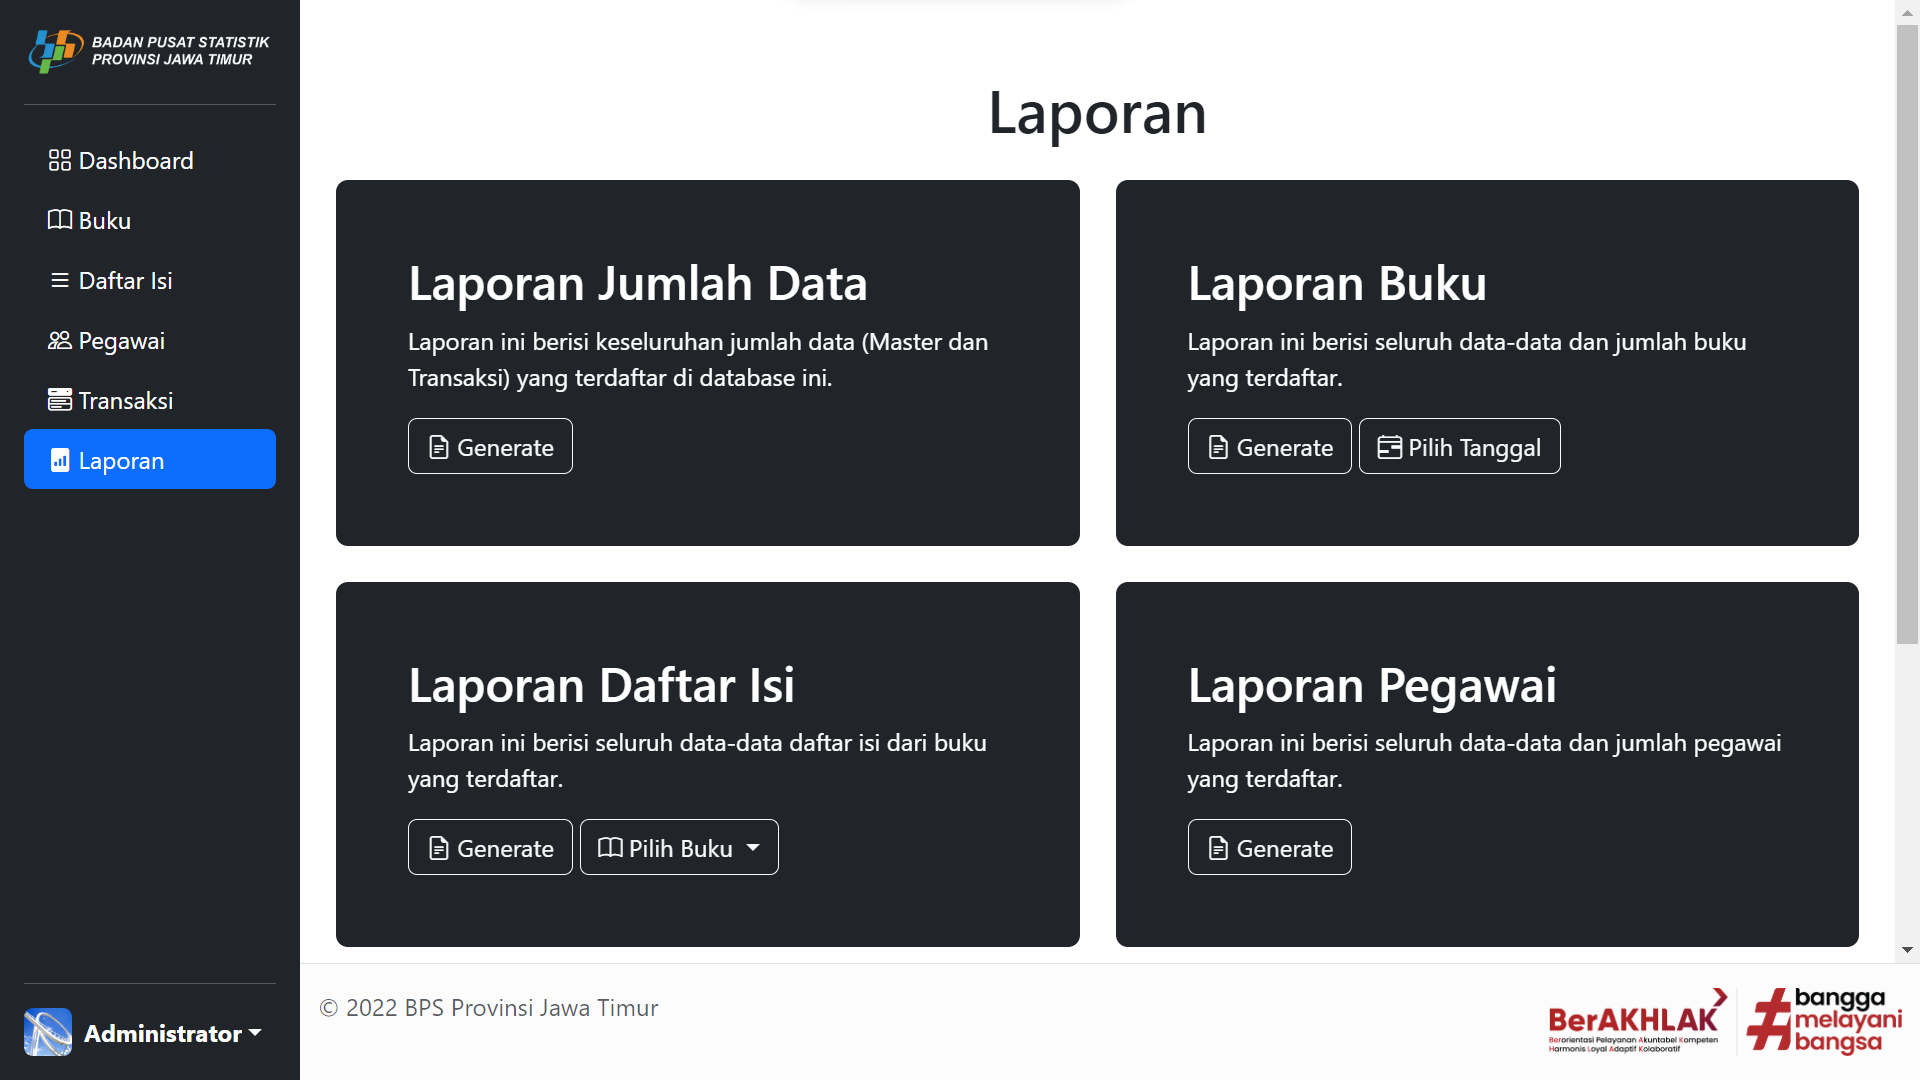 BADAN PUSAT STATISTIK
PROVINSI JAWA TIMUR
Dashboard
Buku
Daftar Isi
Pegawai
Transaksi
Laporan
Administrator
Laporan
Laporan Jumlah Data
Laporan ini berisi keseluruhan jumlah data (Master dan
Transaksi) yang terdaftar di database ini.
Generate
Laporan Buku
Laporan ini berisi seluruh data-data dan jumlah buku
yang terdaftar.
Generate
Pilih Tanggal
Laporan Daftar Isi
Laporan ini berisi seluruh data-data daftar isi dari buku
yang terdaftar.
Generate
Pilih Buku
Laporan Pegawai
Laporan ini berisi seluruh data-data dan jumlah pegawai
yang terdaftar.
Generate
© 2022 BPS Provinsi Jawa Timur
BerAKHLAK
Berorientasi Pelayanan Akuntabel Kompeten
Harmonis Loyal Adaptif Kolaboratif
#bangga
melayani
bangsa